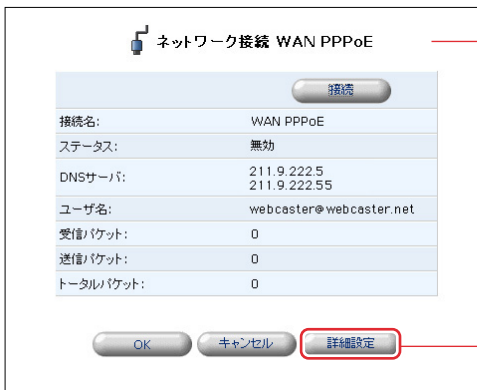 ネットワーク接続 WAN PPPoE
接続
接続名: WAN PPPoE
ステータス: 無効
DNSサーバ: 211.9.222.5
211.9.222.55
ユーザ名: webcaster@webcaster.net
受信パケット: 0
送信パケット: 0
トータルパケット: 0
OK キャンセル 詳細設定